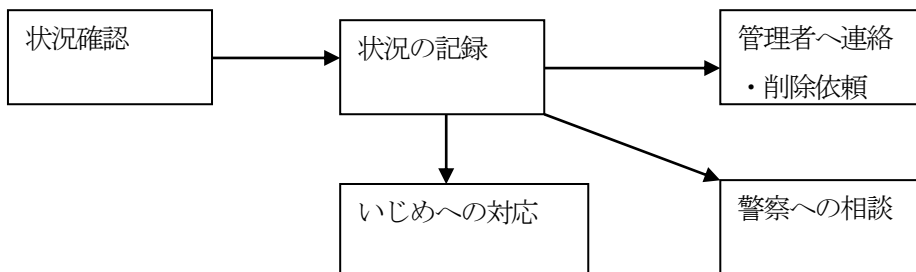 状況確認
状況の記録
管理者へ連絡
・削除依頼
いじめへの対応
警察への相談